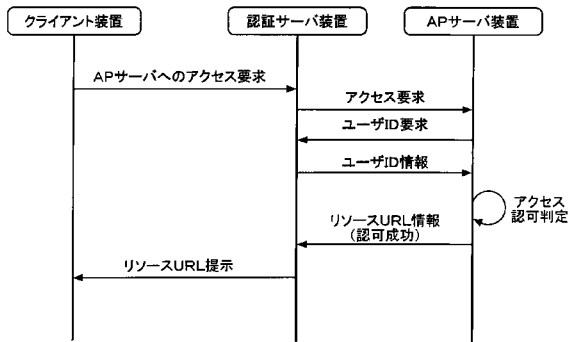 クライアント装置
認証サーバ装置
APサーバ装置
APサーバへのアクセス要求
アクセス要求
ユーザID要求
ユーザID情報
アクセス
認可判定
リソースURL情報
(認可成功)
リソースURL提示